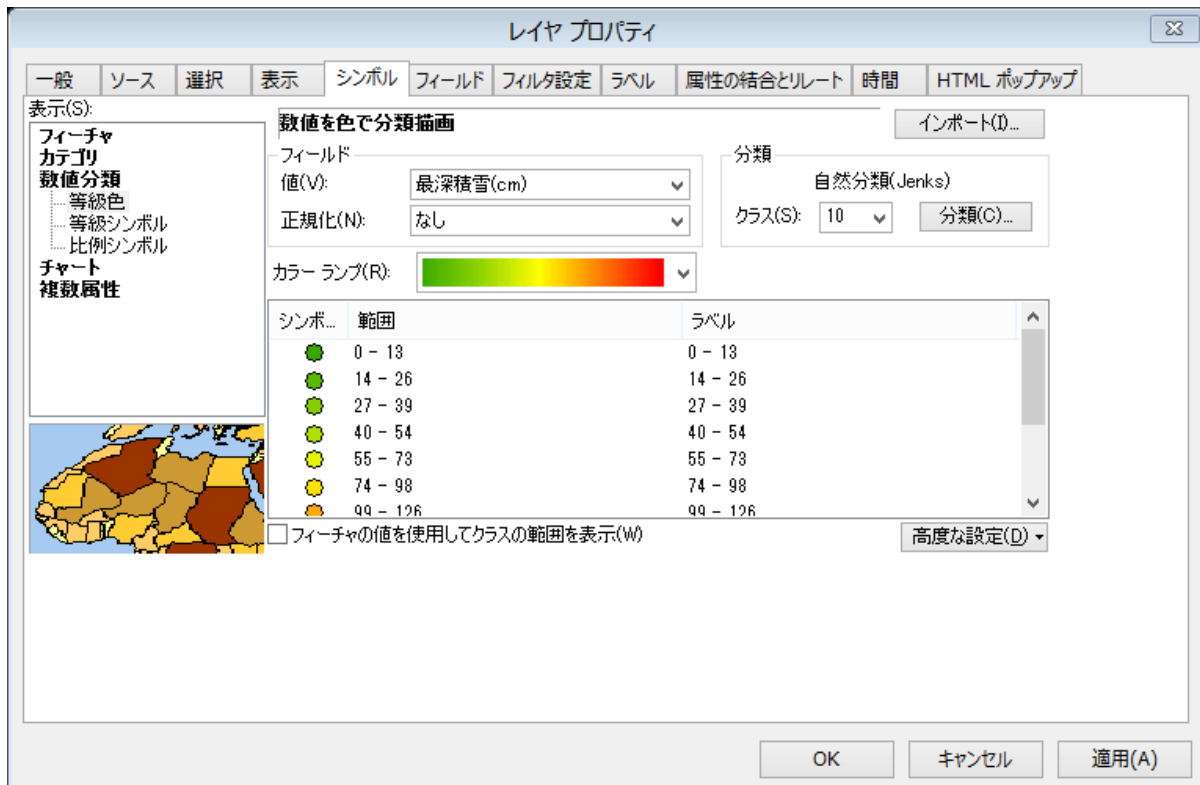 レイヤ プロパティ
一般 ソース 選択 表示 シンボル フィールド フィルタ設定 ラベル 属性の結合とリレート 時間 HTML ポップアップ
表示(S):
フィーチャ
カテゴリ
数値分類
等級色
等級シンボル
比例シンボル
チャート
複数属性
数値を色で分類描画
インポート(I)...
フィールド
値(V): 最深積雪(cm)
正規化(N): なし
分類
自然分類(Jenks)
クラス(S): 10 分類(C)...
カラー ランプ(R):
シンボ... 範囲 ラベル
0 - 13 0 - 13
14 - 26 14 - 26
27 - 39 27 - 39
40 - 54 40 - 54
55 - 73 55 - 73
74 - 98 74 - 98
99 - 126 99 - 126
フィーチャの値を使用してクラスの範囲を表示(W)
高度な設定(D)
OK キャンセル 適用(A)